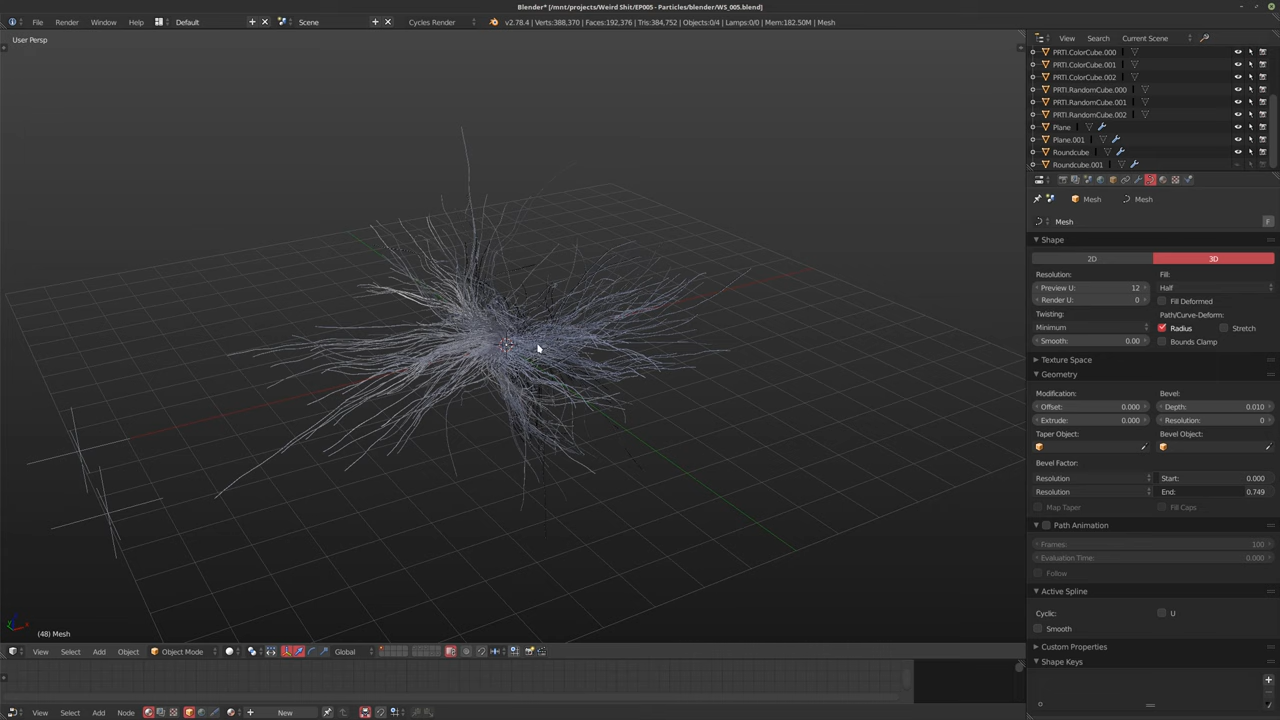 Blender* [/mnt/projects/Weird Shit/EP005 - Particles/blender/WS_005.blend]
File Render Window Help Default Scene Cycles Render v2.78.4 | Verts:388,370 | Faces:192,376 | Tris:384,752 | Objects:0/4 | Lamps:0/0 | Mem:182.50M | Mesh
User Persp
View Search Current Scene
PRTl.ColorCube.000
PRTl.ColorCube.001
PRTl.ColorCube.002
PRTl.RandomCube.000
PRTl.RandomCube.001
PRTl.RandomCube.002
Plane
Plane.001
Roundcube
Roundcube.001
Mesh Mesh
Mesh F
Shape
2D 3D
Resolution: Fill:
Preview U: 12 Half
Render U: 0 Fill Deformed
Twisting: Path/Curve-Deform:
Minimum Radius Stretch
Smooth: 0.00 Bounds Clamp
Texture Space
Geometry
Modification: Bevel:
Offset: 0.000 Depth: 0.010
Extrude: 0.000 Resolution: 0
Taper Object: Bevel Object:
Bevel Factor:
Resolution Start: 0.000
Resolution End: 0.749
Map Taper Fill Caps
Path Animation
Frames: 100
Evaluation Time: 0.000
Follow
Active Spline
Cyclic: U
Smooth
Custom Properties
Shape Keys
(48) Mesh
View Select Add Object Object Mode Global
View Select Add Node New